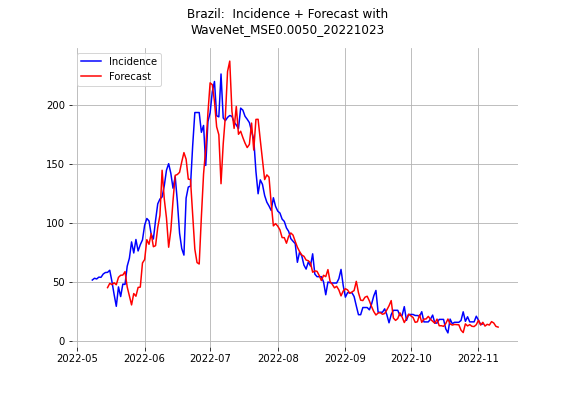 Brazil:  Incidence + Forecast with
WaveNet_MSE0.0050_20221023
Incidence
Forecast
200
150
100
50
0
2022-05 2022-06 2022-07 2022-08 2022-09 2022-10 2022-11